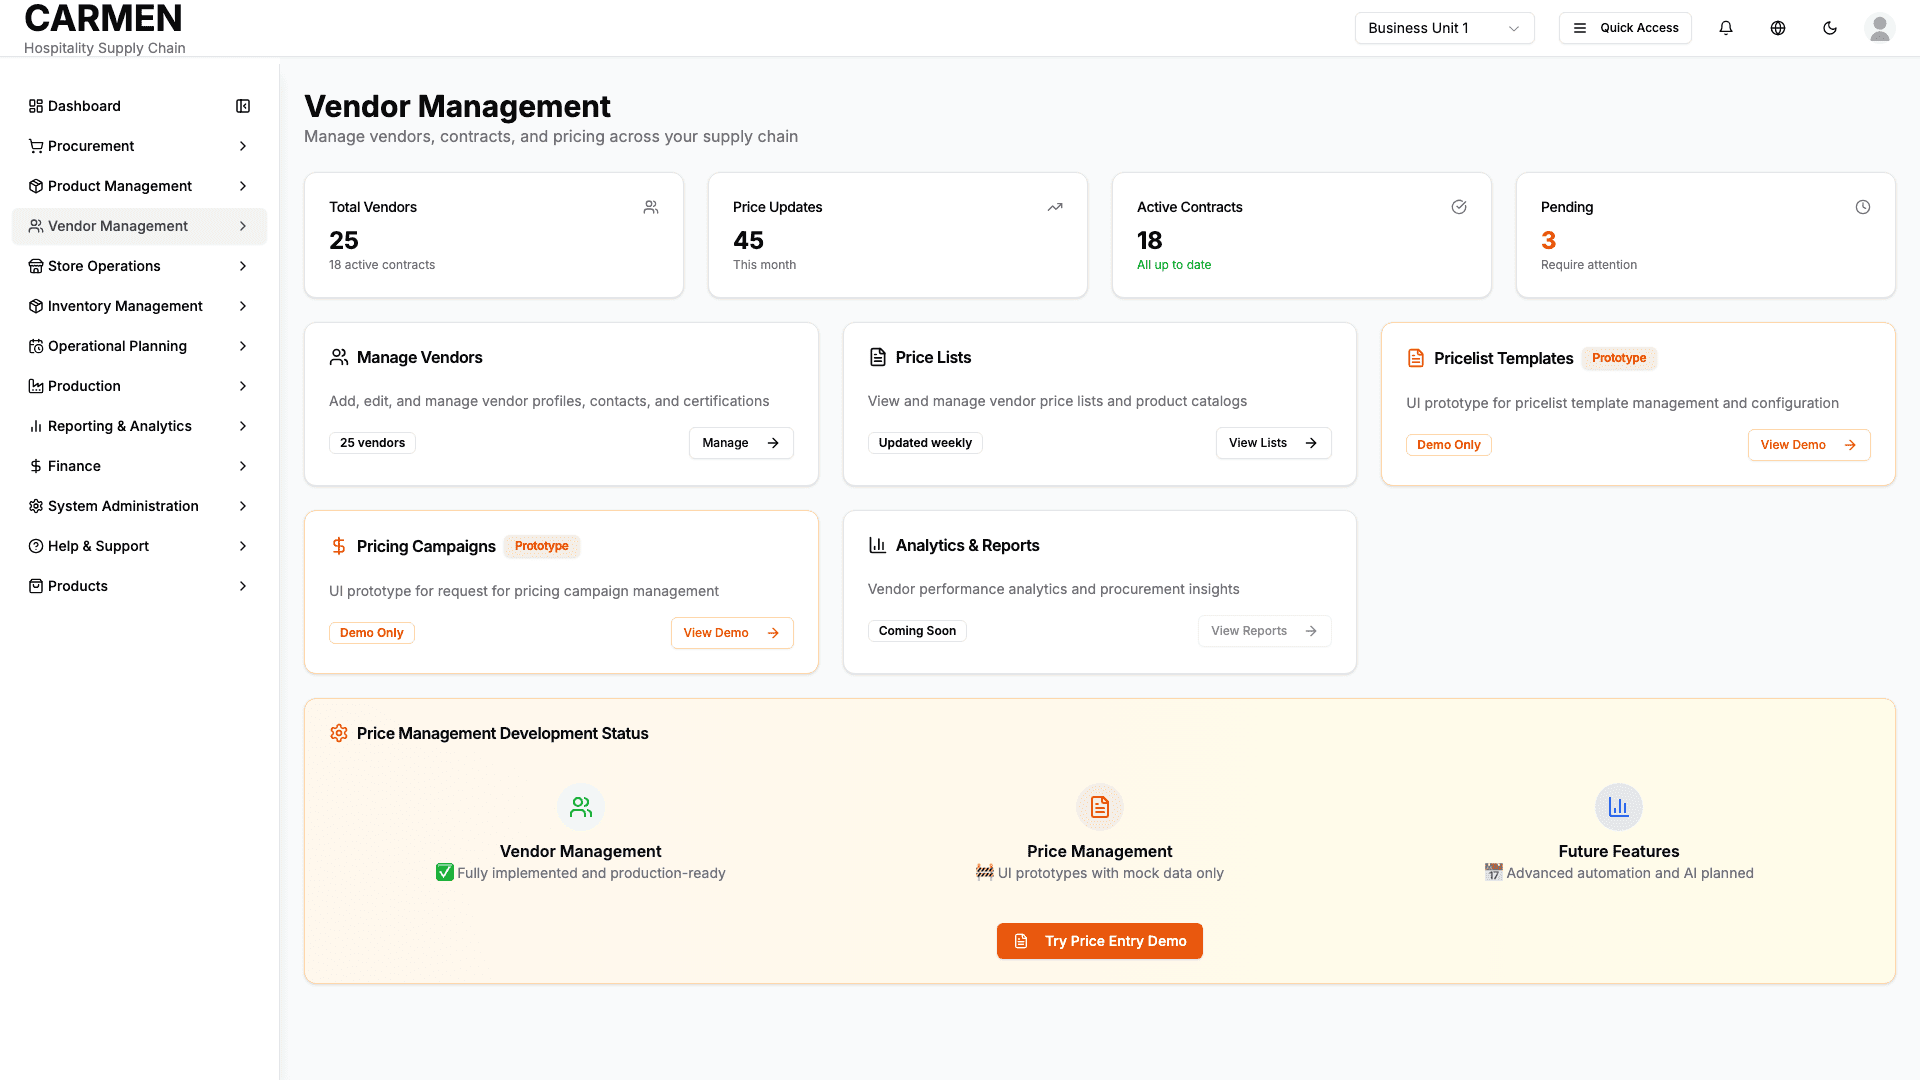 CARMEN
Hospitality Supply Chain
Business Unit 1
Quick Access
Dashboard
Procurement
Product Management
Vendor Management
Store Operations
Inventory Management
Operational Planning
Production
Reporting & Analytics
Finance
System Administration
Help & Support
Products
Vendor Management
Manage vendors, contracts, and pricing across your supply chain
Total Vendors
25
18 active contracts
Price Updates
45
This month
Active Contracts
18
All up to date
Pending
3
Require attention
Manage Vendors
Add, edit, and manage vendor profiles, contacts, and certifications
25 vendors
Manage
Price Lists
View and manage vendor price lists and product catalogs
Updated weekly
View Lists
Pricelist Templates
Prototype
UI prototype for pricelist template management and configuration
Demo Only
View Demo
Pricing Campaigns
Prototype
UI prototype for request for pricing campaign management
Demo Only
View Demo
Analytics & Reports
Vendor performance analytics and procurement insights
Coming Soon
View Reports
Price Management Development Status
Vendor Management
✅ Fully implemented and production-ready
Price Management
🚧 UI prototypes with mock data only
Future Features
📅 Advanced automation and AI planned
Try Price Entry Demo